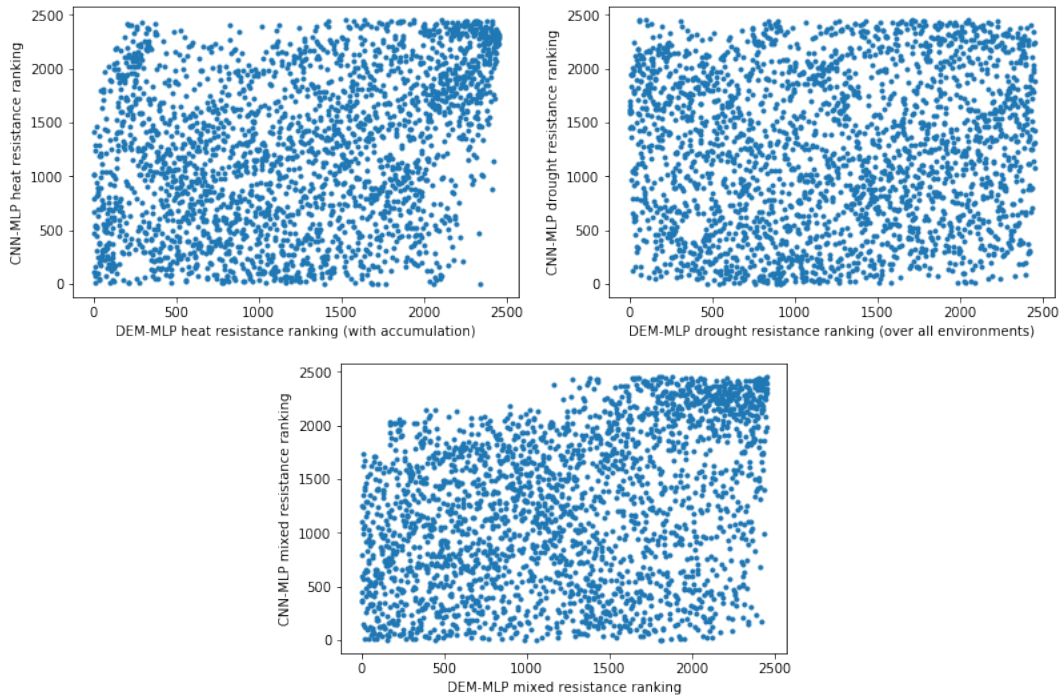 2500
2000
1500
1000
500
0
CNN-MLP heat resistance ranking
0 500 1000 1500 2000 2500
DEM-MLP heat resistance ranking (with accumulation)
2500
2000
1500
1000
500
0
CNN-MLP drought resistance ranking
0 500 1000 1500 2000 2500
DEM-MLP drought resistance ranking (over all environments)
2500
2000
1500
1000
500
0
CNN-MLP mixed resistance ranking
0 500 1000 1500 2000 2500
DEM-MLP mixed resistance ranking